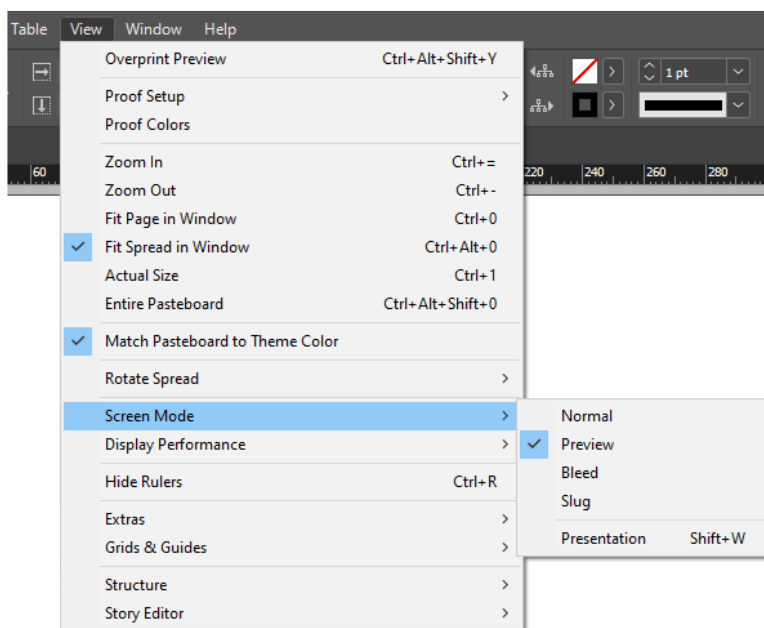 Table View Window Help
Overprint Preview Ctrl+Alt+Shift+Y
1 pt
Proof Setup
Proof Colors
Zoom In Ctrl+=
60 220 240 260 280
Zoom Out Ctrl+-
Fit Page in Window Ctrl+0
Fit Spread in Window Ctrl+Alt+0
Actual Size Ctrl+1
Entire Pasteboard Ctrl+Alt+Shift+0
Match Pasteboard to Theme Color
Rotate Spread
Screen Mode
Display Performance
Hide Rulers Ctrl+R
Extras
Grids & Guides
Structure
Story Editor
Normal
Preview
Bleed
Slug
Presentation Shift+W